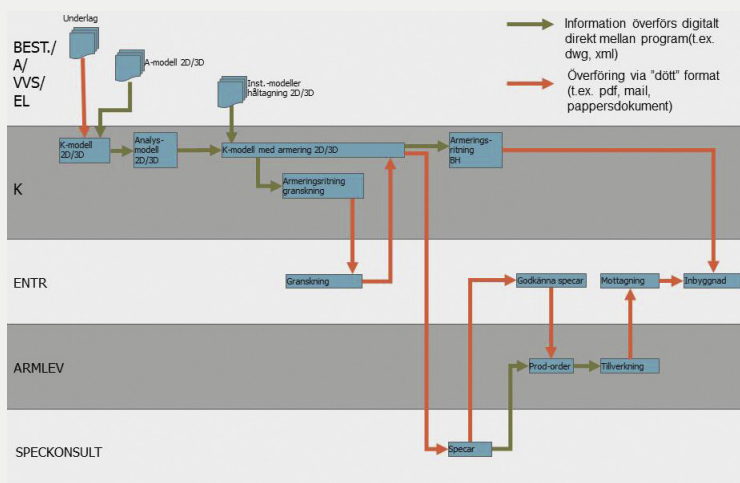 Underlag
BEST./
A/
VVS/
EL
A-modell 2D/3D
Inst.-modeller
håltagning 2D/3D
Information överförs digitalt
direkt mellan program(t.ex.
dwg, xml)
Överföring via "dött" format
(t.ex. pdf, mail,
pappersdokument)
K
K-modell
2D/3D
Analys-
modell
2D/3D
K-modell med armering 2D/3D
Armerings-
ritning
BH
Armeringsritning
granskning
ENTR
Granskning
Godkänna specar
Mottagning
Inbyggnad
ARMLEV
Prod-order
Tillverkning
SPECKONSULT
Specar